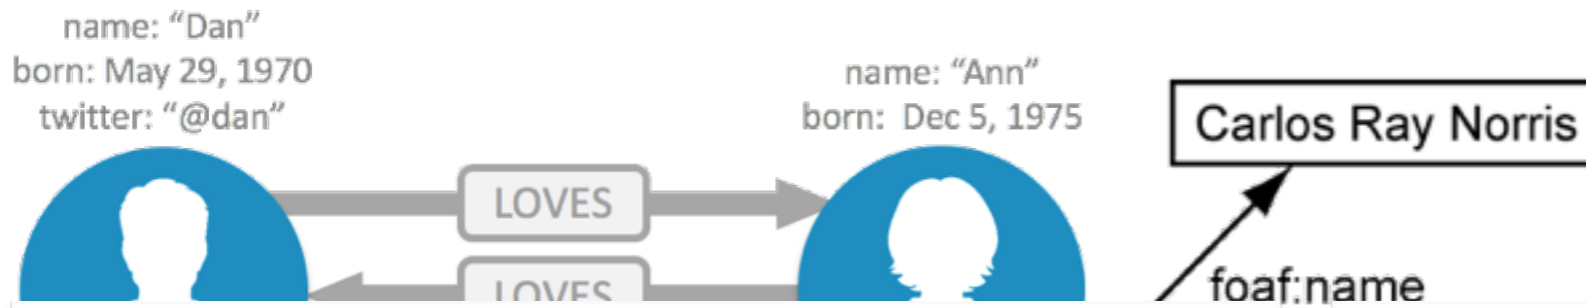 name: “Dan”
born: May 29, 1970
twitter: “@dan”
name: “Ann”
born: Dec 5, 1975
Carlos Ray Norris
LOVES
LOVES
foaf:name